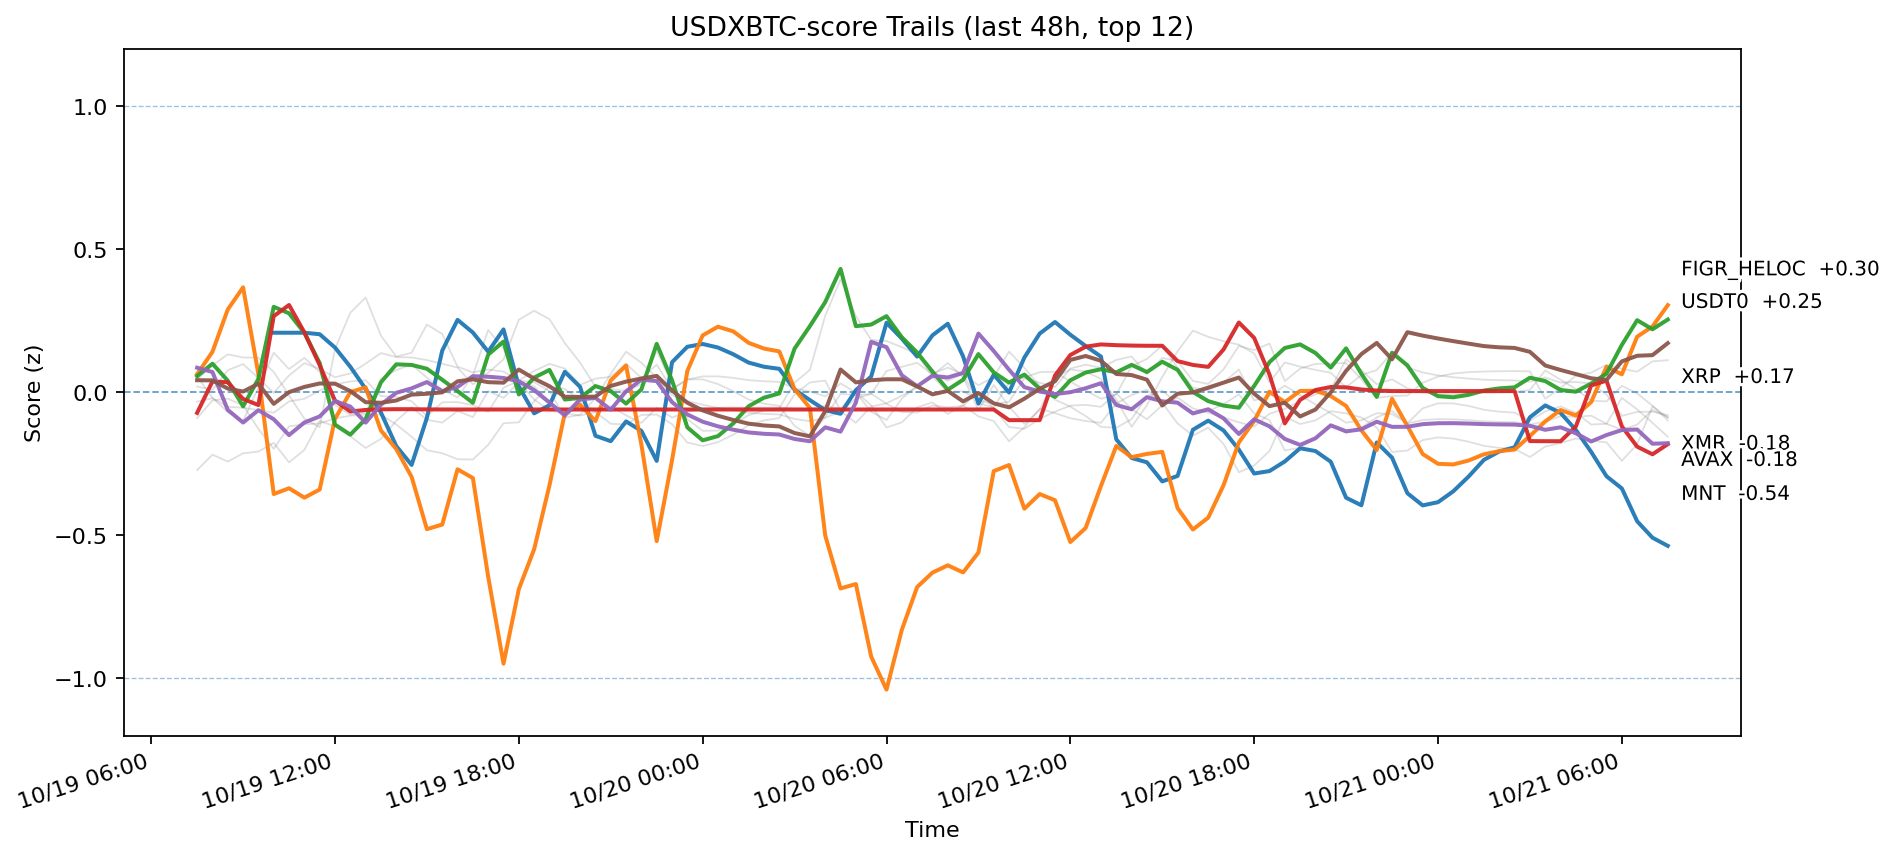 USDXBTC-score Trails (last 48h, top 12)
1.0
0.5
0.0
−0.5
−1.0
Score (z)
FIGR_HELOC +0.30
USDT0 +0.25
XRP +0.17
XMR -0.18
AVAX -0.18
MNT -0.54
10/19 06:00
10/19 12:00
10/19 18:00
10/20 00:00
10/20 06:00
10/20 12:00
10/20 18:00
10/21 00:00
10/21 06:00
Time